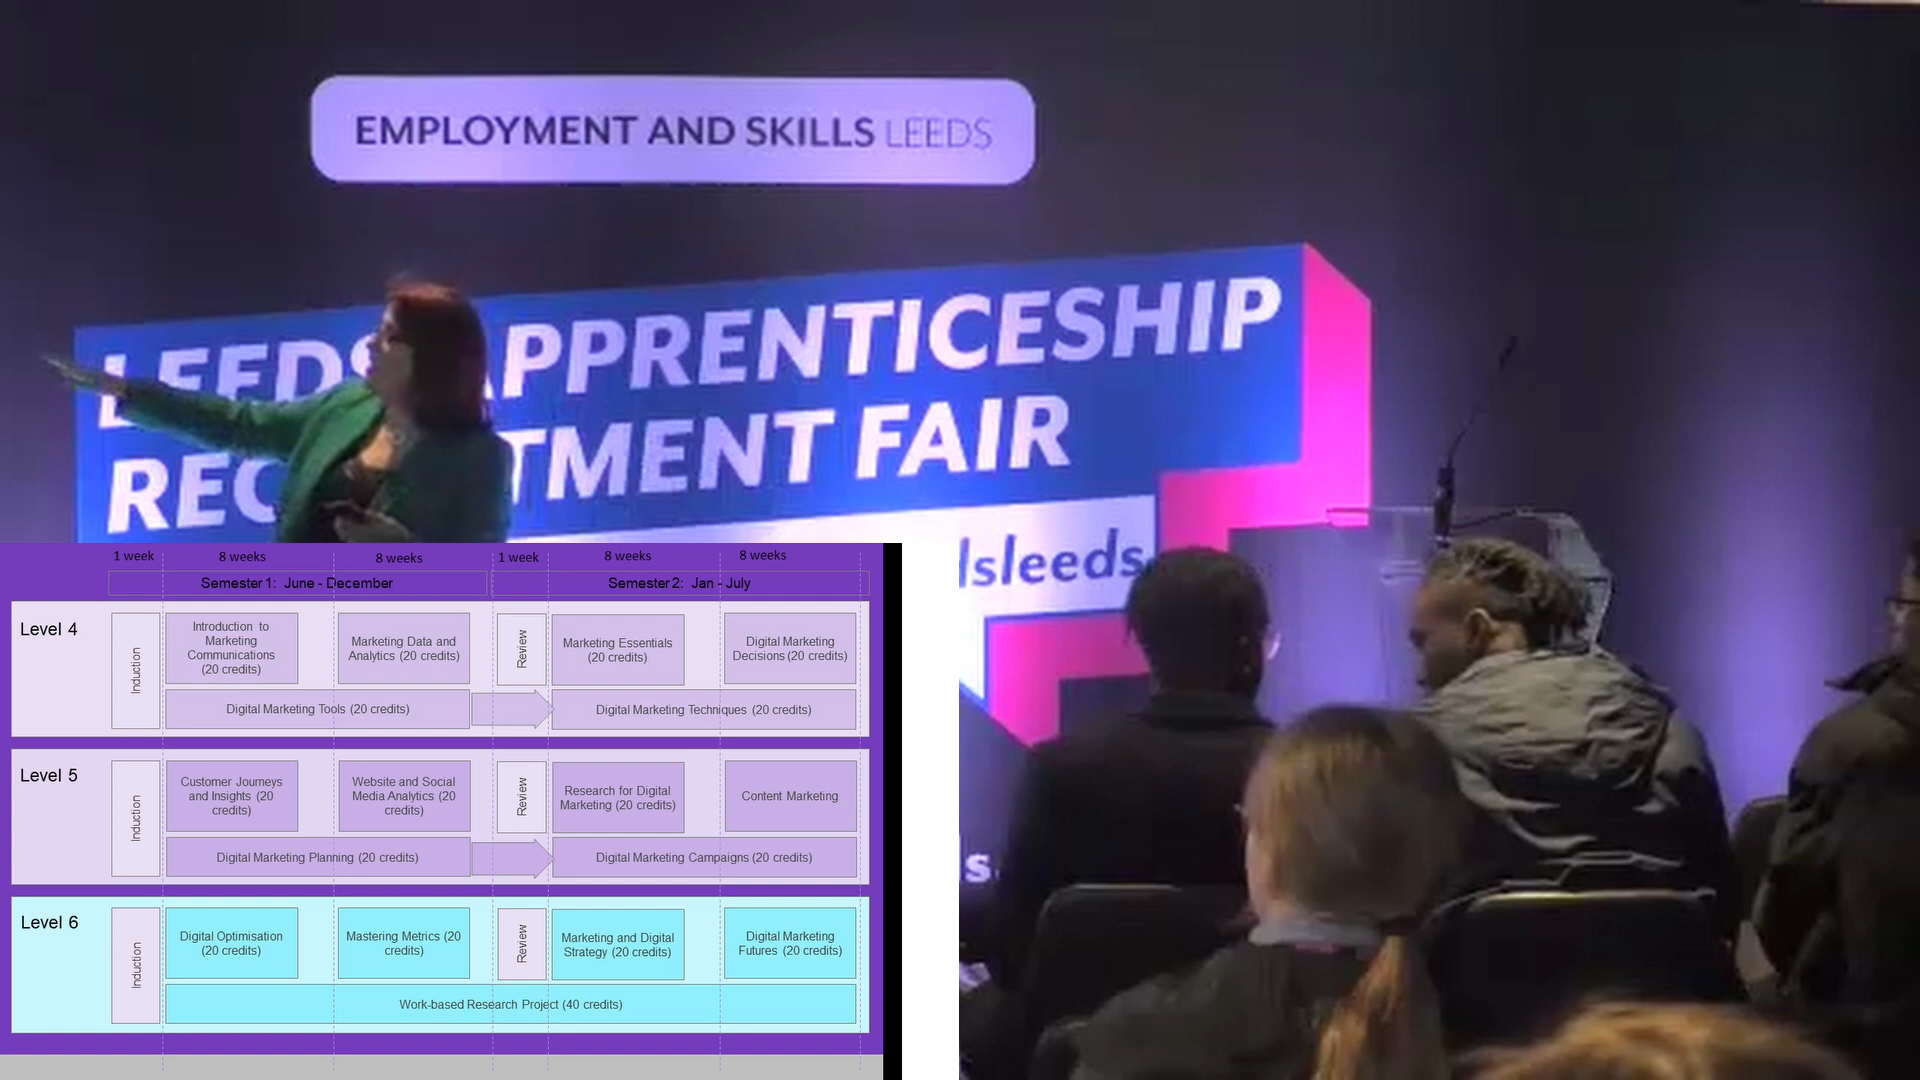 EMPLOYMENT AND SKILLS LEEDS
LEEDS APPRENTICESHIP
REC TMENT FAIR
lsleeds
s.
1 week 8 weeks 8 weeks 1 week 8 weeks 8 weeks
Semester 1: June - December Semester 2: Jan - July
Level 4
Induction
Introduction to
Marketing
Communications
(20 credits)
Marketing Data and
Analytics (20 credits)
Review
Marketing Essentials
(20 credits)
Digital Marketing
Decisions (20 credits)
Digital Marketing Tools (20 credits)
Digital Marketing Techniques (20 credits)
Level 5
Induction
Customer Journeys
and Insights (20
credits)
Website and Social
Media Analytics (20
credits)
Review
Research for Digital
Marketing (20 credits)
Content Marketing
Digital Marketing Planning (20 credits)
Digital Marketing Campaigns (20 credits)
Level 6
Induction
Digital Optimisation
(20 credits)
Mastering Metrics (20
credits)
Review
Marketing and Digital
Strategy (20 credits)
Digital Marketing
Futures (20 credits)
Work-based Research Project (40 credits)